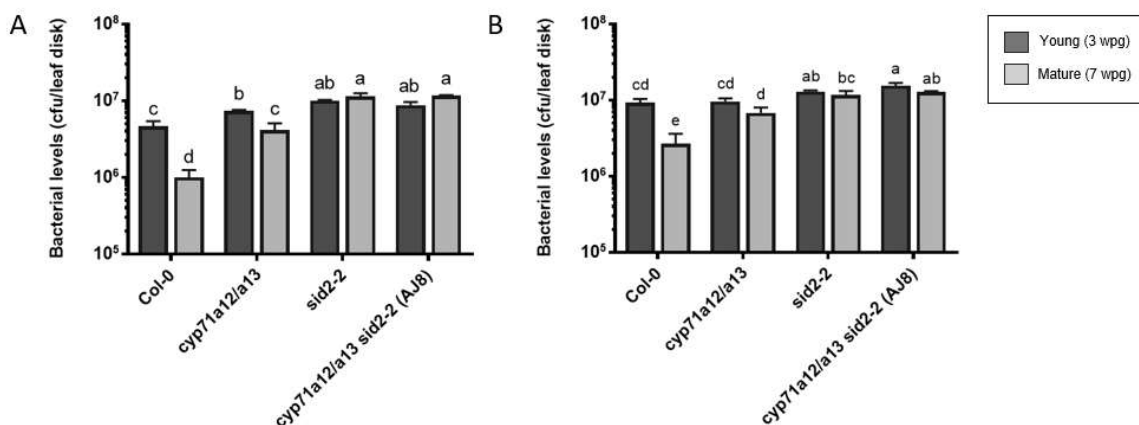 A
Bacterial levels (cfu/leaf disk)
10⁸
10⁷
10⁶
10⁵
c
d
b
c
ab
a
ab
a
Col-0
cyp71a12/a13
sid2-2
cyp71a12/a13 sid2-2 (AJ8)
B
Bacterial levels (cfu/leaf disk)
10⁸
10⁷
10⁶
10⁵
cd
e
cd
d
ab
bc
a
ab
Col-0
cyp71a12/a13
sid2-2
cyp71a12/a13 sid2-2 (AJ8)
Young (3 wpg)
Mature (7 wpg)